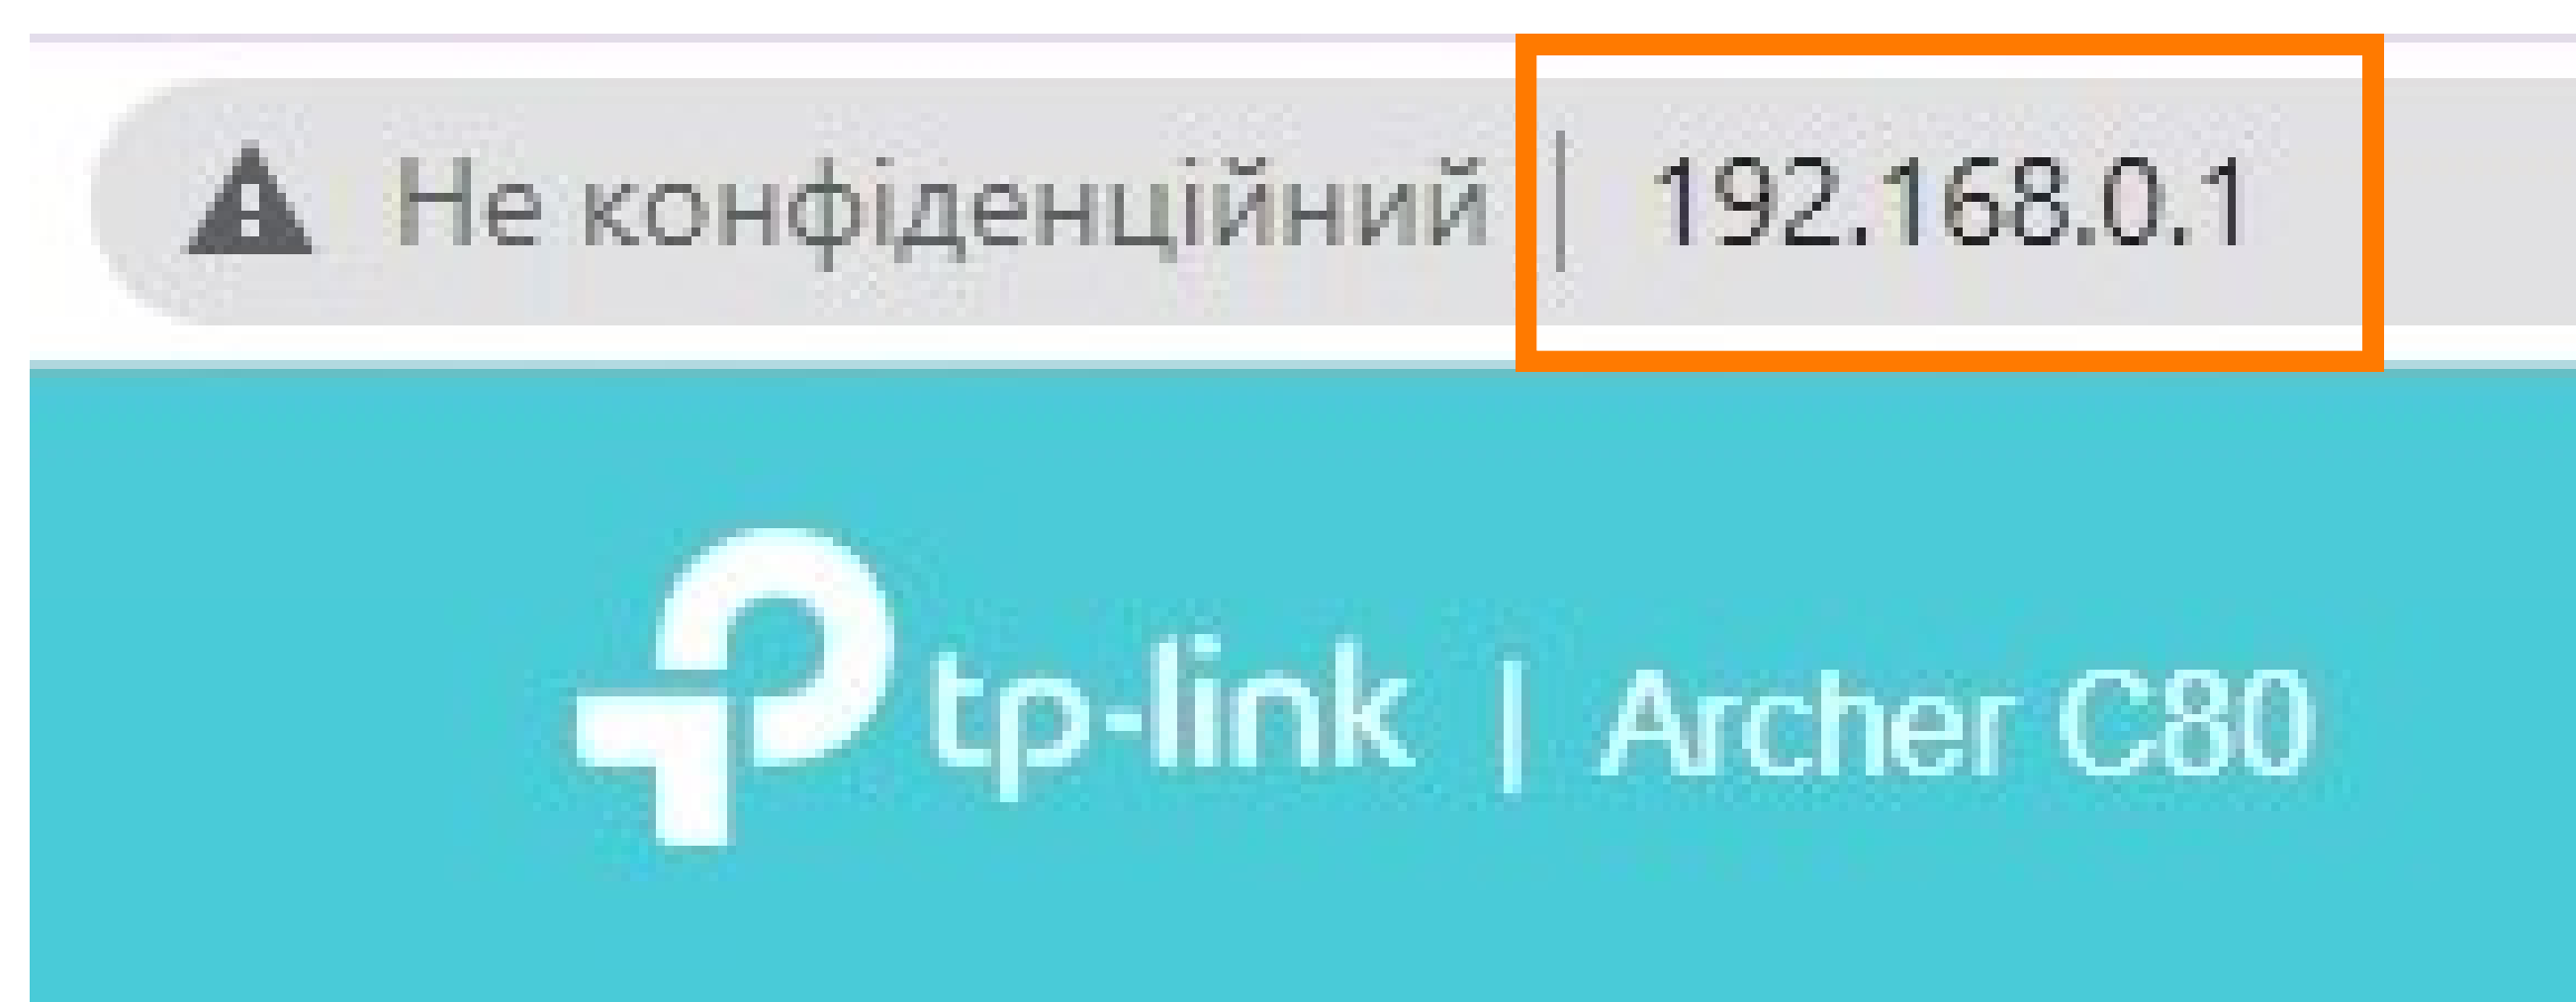 Не конфіденційний | 192.168.0.1
tp-link | Archer C80